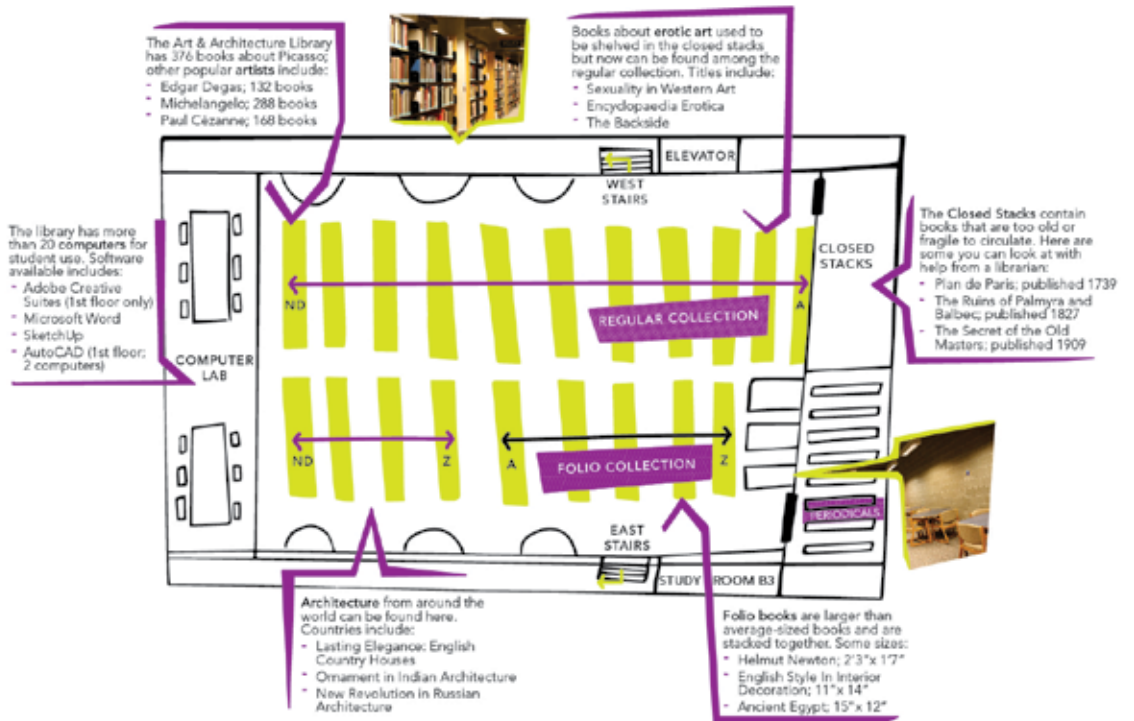 The Art & Architecture Library
has 376 books about Picasso;
other popular artists include:
- Edgar Degas; 132 books
- Michelangelo; 288 books
- Paul Cézanne; 168 books
Books about erotic art used to
be shelved in the closed stacks
but now can be found among the
regular collection. Titles include:
- Sexuality in Western Art
- Encyclopaedia Erotica
- The Backside
ELEVATOR
WEST
STAIRS
The library has more
than 20 computers for
student use. Software
available includes:
- Adobe Creative
Suites (1st floor only)
- Microsoft Word
- SketchUp
- AutoCAD (1st floor;
2 computers)
COMPUTER
LAB
ND
A
REGULAR COLLECTION
CLOSED
STACKS
The Closed Stacks contain
books that are too old or
fragile to circulate. Here are
some you can look at with
help from a librarian:
- Plan de Paris; published 1739
- The Ruins of Palmyra and
Balbec; published 1827
- The Secret of the Old
Masters; published 1909
ND
Z
A
Z
FOLIO COLLECTION
PERIODICALS
EAST
STAIRS
STUDY ROOM B3
Architecture from around the
world can be found here.
Countries include:
- Lasting Elegance: English
Country Houses
- Ornament in Indian Architecture
- New Revolution in Russian
Architecture
Folio books are larger than
average-sized books and are
stacked together. Some sizes:
- Helmut Newton; 2'3"x 1'7"
- English Style In Interior
Decoration; 11"x 14"
- Ancient Egypt; 15"x 12"